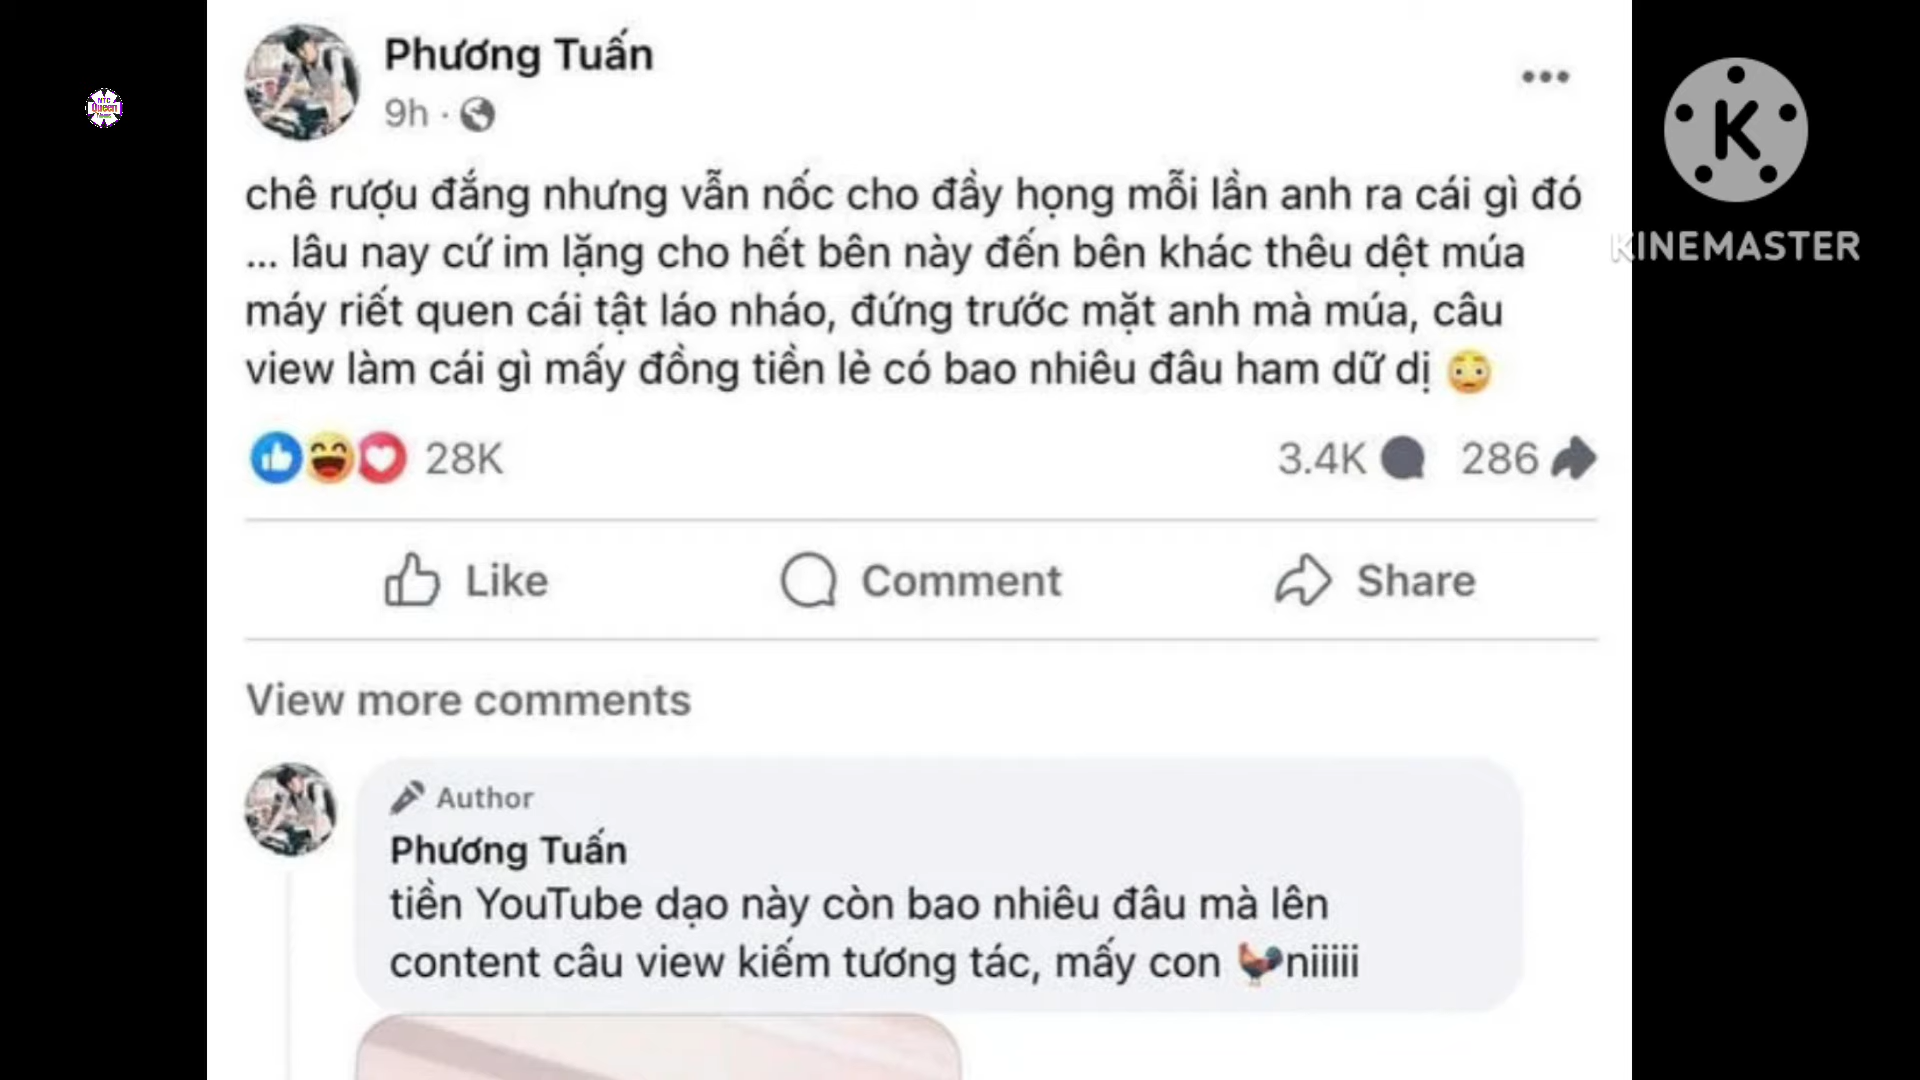 Phương Tuấn
9h ·
chê rượu đắng nhưng vẫn nốc cho đầy họng mỗi lần anh ra cái gì đó
... lâu nay cứ im lặng cho hết bên này đến bên khác thêu dệt múa
máy riết quen cái tật láo nháo, đứng trước mặt anh mà múa, câu
view làm cái gì mấy đồng tiền lẻ có bao nhiêu đâu ham dữ dị 😳
28K 3.4K 286
Like Comment Share
View more comments
Author
Phương Tuấn
tiền YouTube dạo này còn bao nhiêu đâu mà lên
content câu view kiếm tương tác, mấy con 🐓niiiii
NTC
Queen
News
K
KINEMASTER